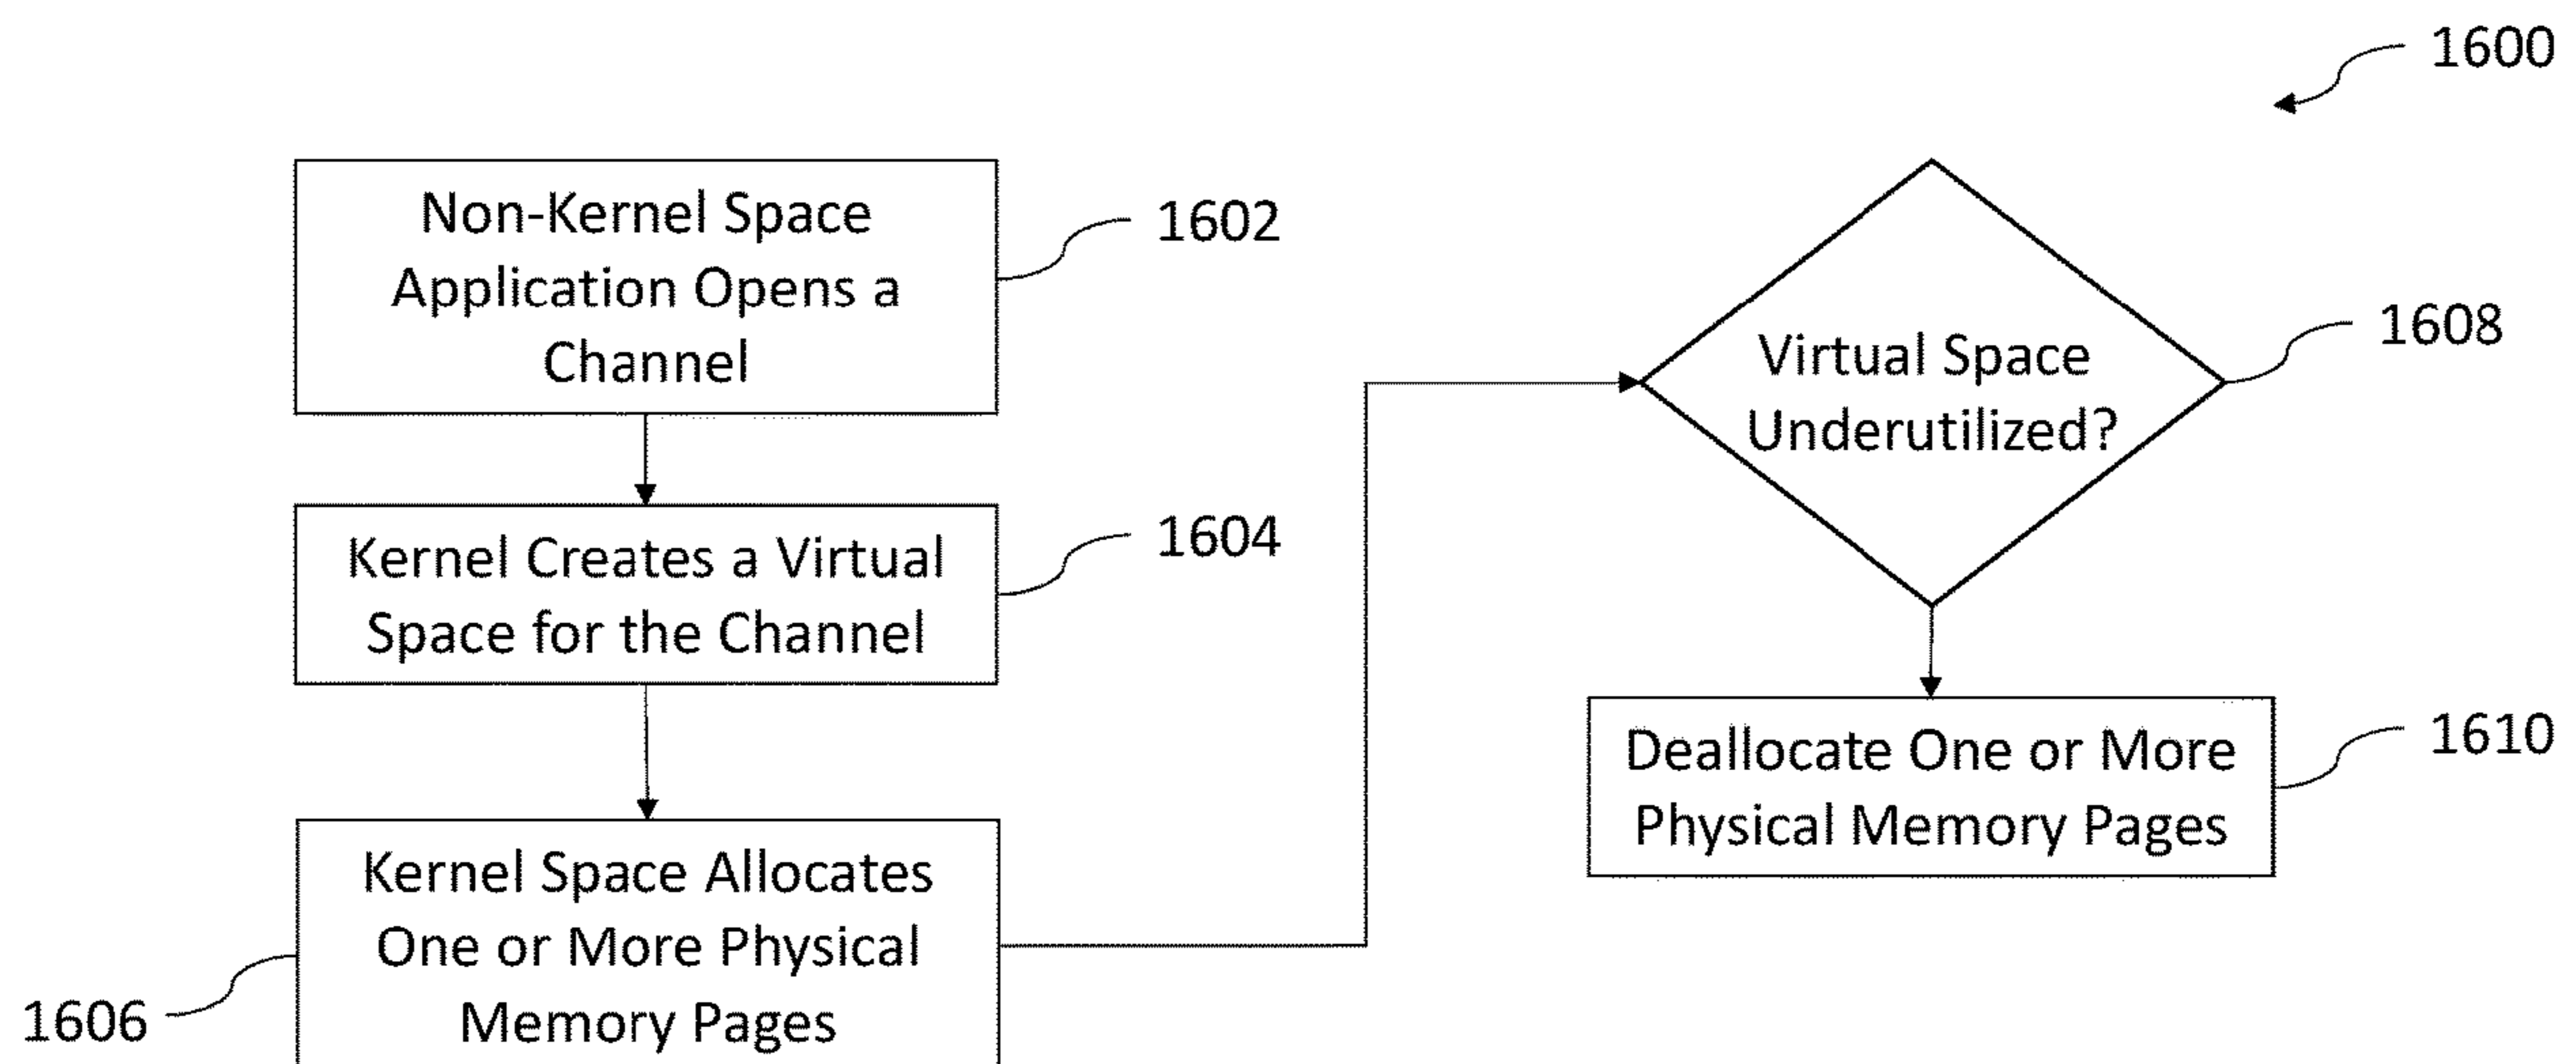 1600
Non-Kernel Space
Application Opens a
Channel
1602
Kernel Creates a Virtual
Space for the Channel
1604
Kernel Space Allocates
One or More Physical
Memory Pages
1606
Virtual Space
Underutilized?
1608
Deallocate One or More
Physical Memory Pages
1610